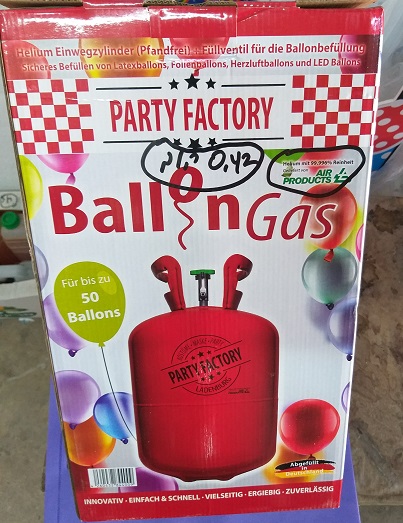 Helium Einwegzylinder (Pfandfrei) + Füllventil für die Ballonbefüllung
Sicheres Befüllen von Latexballons, Folienballons, Herzluftballons und LED Ballons
PARTY FACTORY
0,42
Helium mit 99,996% Reinheit
AIR
PRODUCTS
Ballon Gas
Für bis zu
50
Ballons
PARTY FACTORY
LADENBURG
Abgefüllt
in
Deutschland
INNOVATIV · EINFACH & SCHNELL · VIELSEITIG · ERGIEBIG · ZUVERLÄSSIG